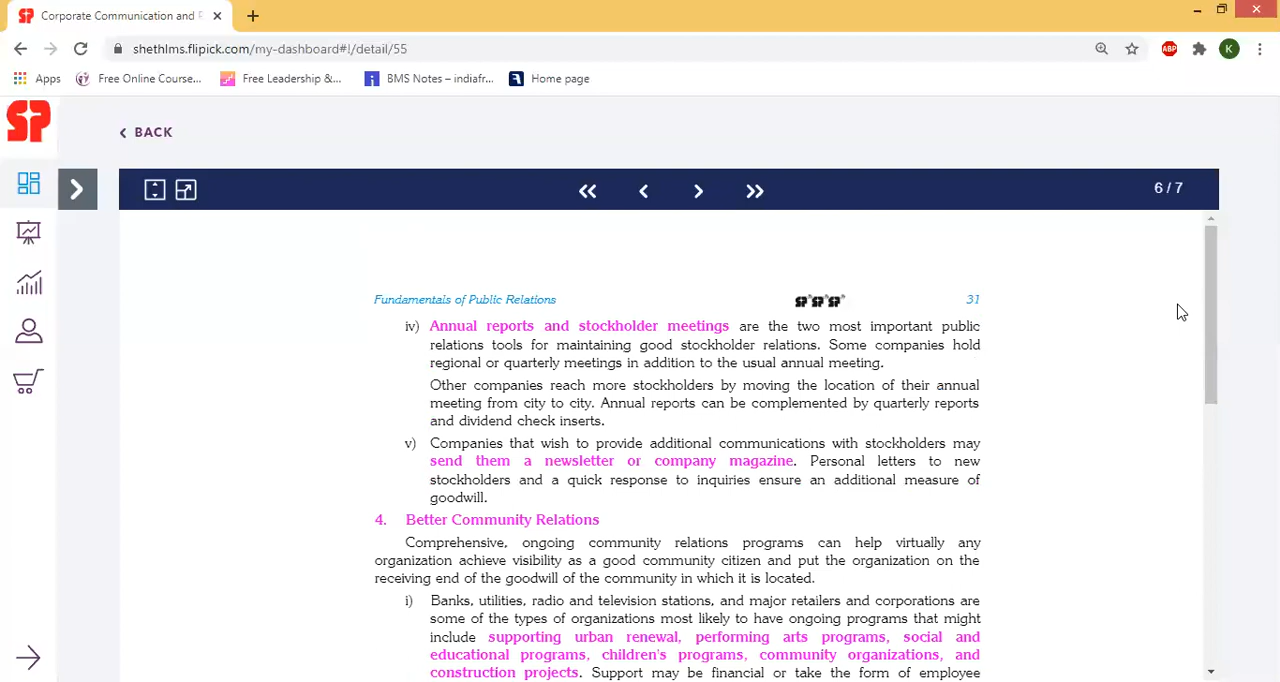 Corporate Communication and
shethlms.flipick.com/my-dashboard#!/detail/55
ABP
K
Apps
Free Online Course...
Free Leadership &...
BMS Notes – indiafr...
Home page
SP
BACK
6 / 7
Fundamentals of Public Relations 31
iv) Annual reports and stockholder meetings are the two most important public
relations tools for maintaining good stockholder relations. Some companies hold
regional or quarterly meetings in addition to the usual annual meeting.
Other companies reach more stockholders by moving the location of their annual
meeting from city to city. Annual reports can be complemented by quarterly reports
and dividend check inserts.
v) Companies that wish to provide additional communications with stockholders may
send them a newsletter or company magazine. Personal letters to new
stockholders and a quick response to inquiries ensure an additional measure of
goodwill.
4. Better Community Relations
Comprehensive, ongoing community relations programs can help virtually any
organization achieve visibility as a good community citizen and put the organization on the
receiving end of the goodwill of the community in which it is located.
i) Banks, utilities, radio and television stations, and major retailers and corporations are
some of the types of organizations most likely to have ongoing programs that might
include supporting urban renewal, performing arts programs, social and
educational programs, children's programs, community organizations, and
construction projects. Support may be financial or take the form of employee